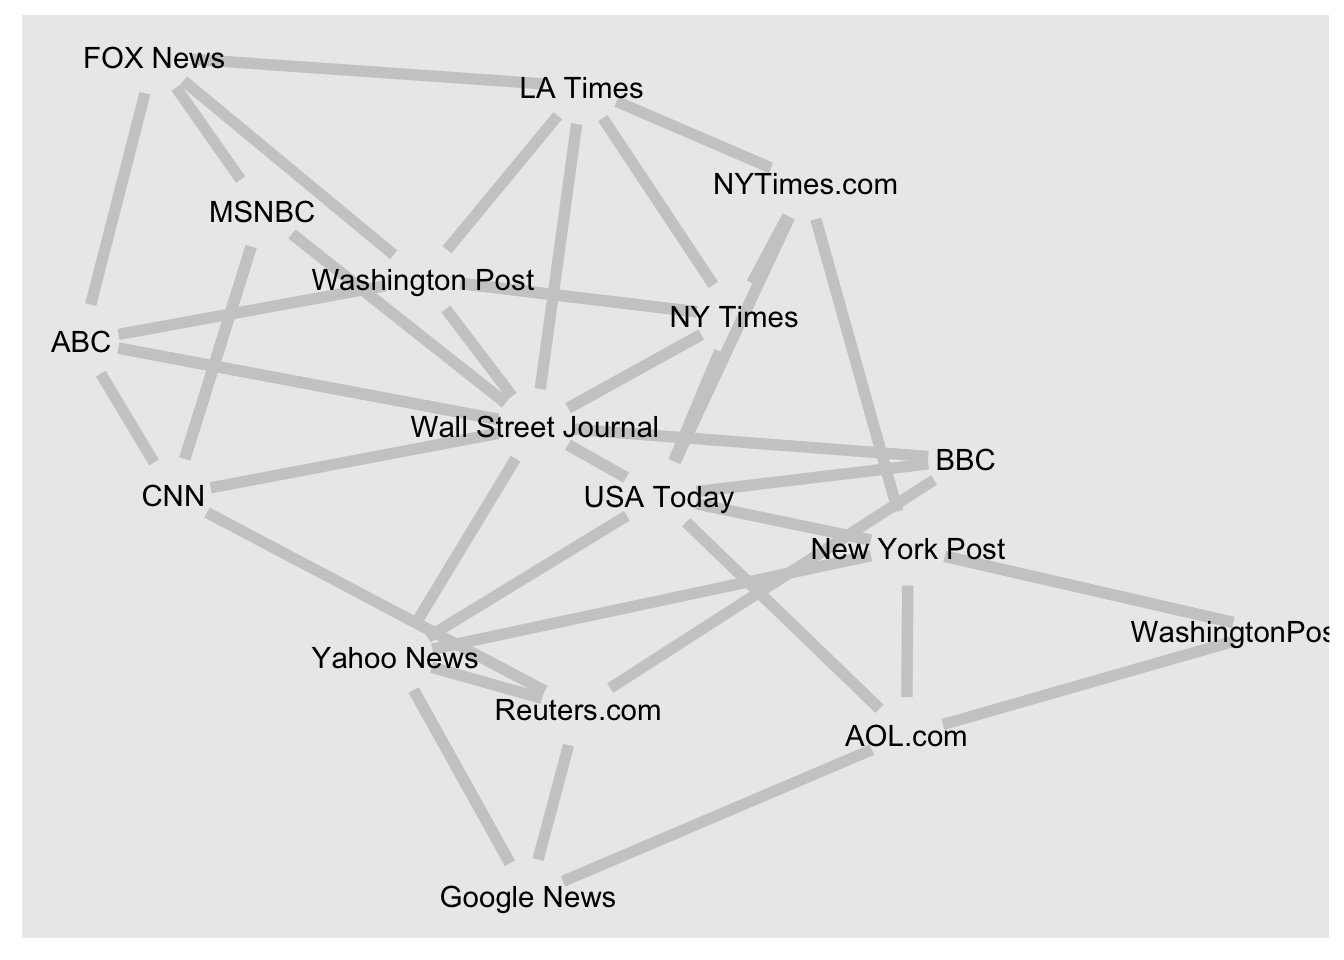 FOX News
LA Times
NYTimes.com
MSNBC
Washington Post
NY Times
ABC
Wall Street Journal
BBC
CNN
USA Today
New York Post
WashingtonPos
Yahoo News
Reuters.com
AOL.com
Google News